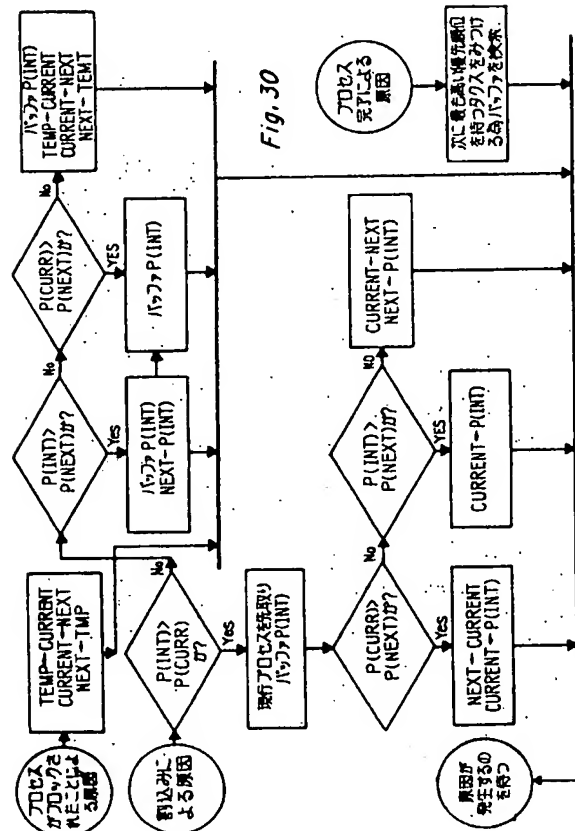 プロセス
がブロックさ
れたことによ
る原因
TEMP-CURRENT
CURRENT-NEXT
NEXT-TMP
割込みに
よる原因
P(INT)>
P(CURR)
か?
No
Yes
P(INT)>
P(NEXT)か?
No
Yes
バッファP(INT)
NEXT-P(INT)
P(CURR)>
P(NEXT)か?
No
YES
バッファP(INT)
バッファP(INT)
TEMP-CURRENT
CURRENT-NEXT
NEXT-TEMT
Fig. 30
現行プロセスを先取り
バッファP(INT)
P(CURR)>
P(NEXT)か?
No
Yes
NEXT-CURRENT
CURRENT-P(INT)
P(INT)>
P(NEXT)か?
NO
YES
CURRENT-P(INT)
CURRENT-NEXT
NEXT-P(INT)
プロセス
完了による
原因
次に最も高い優先順位
を待つタクスをみつけ
る為バッファを検索.
原因が
発生するの
を待つ